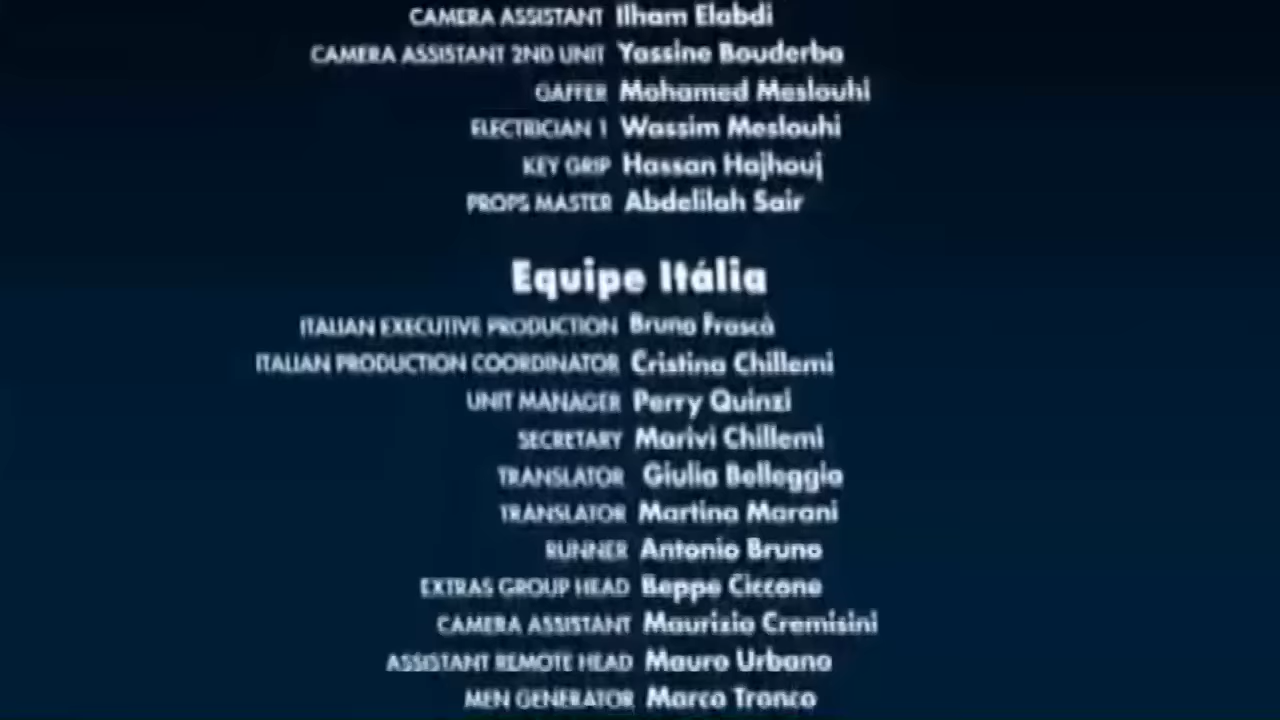 CAMERA ASSISTANT Ilham Elabdi
CAMERA ASSISTANT 2ND UNIT Yassine Bouderba
GAFFER Mohamed Meslouhi
ELECTRICIAN 1 Wassim Meslouhi
KEY GRIP Hassan Hajhouj
PROPS MASTER Abdelilah Sair
Equipe Itália
ITALIAN EXECUTIVE PRODUCTION Bruno Frascà
ITALIAN PRODUCTION COORDINATOR Cristina Chillemi
UNIT MANAGER Perry Quinzi
SECRETARY Marivi Chillemi
TRANSLATOR Giulia Belleggia
TRANSLATOR Martina Marani
RUNNER Antonio Bruno
EXTRAS GROUP HEAD Beppe Ciccone
CAMERA ASSISTANT Maurizio Cremisini
ASSISTANT REMOTE HEAD Mauro Urbano
MEN GENERATOR Marco Tronco